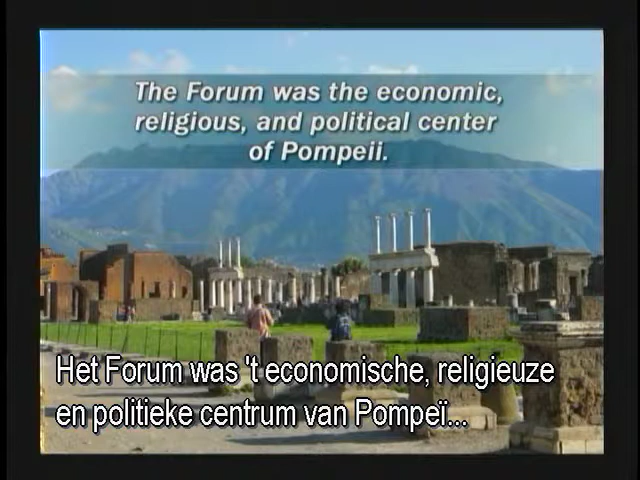 The Forum was the economic,
religious, and political center
of Pompeii.
Het Forum was 't economische, religieuze
en politieke centrum van Pompeï...